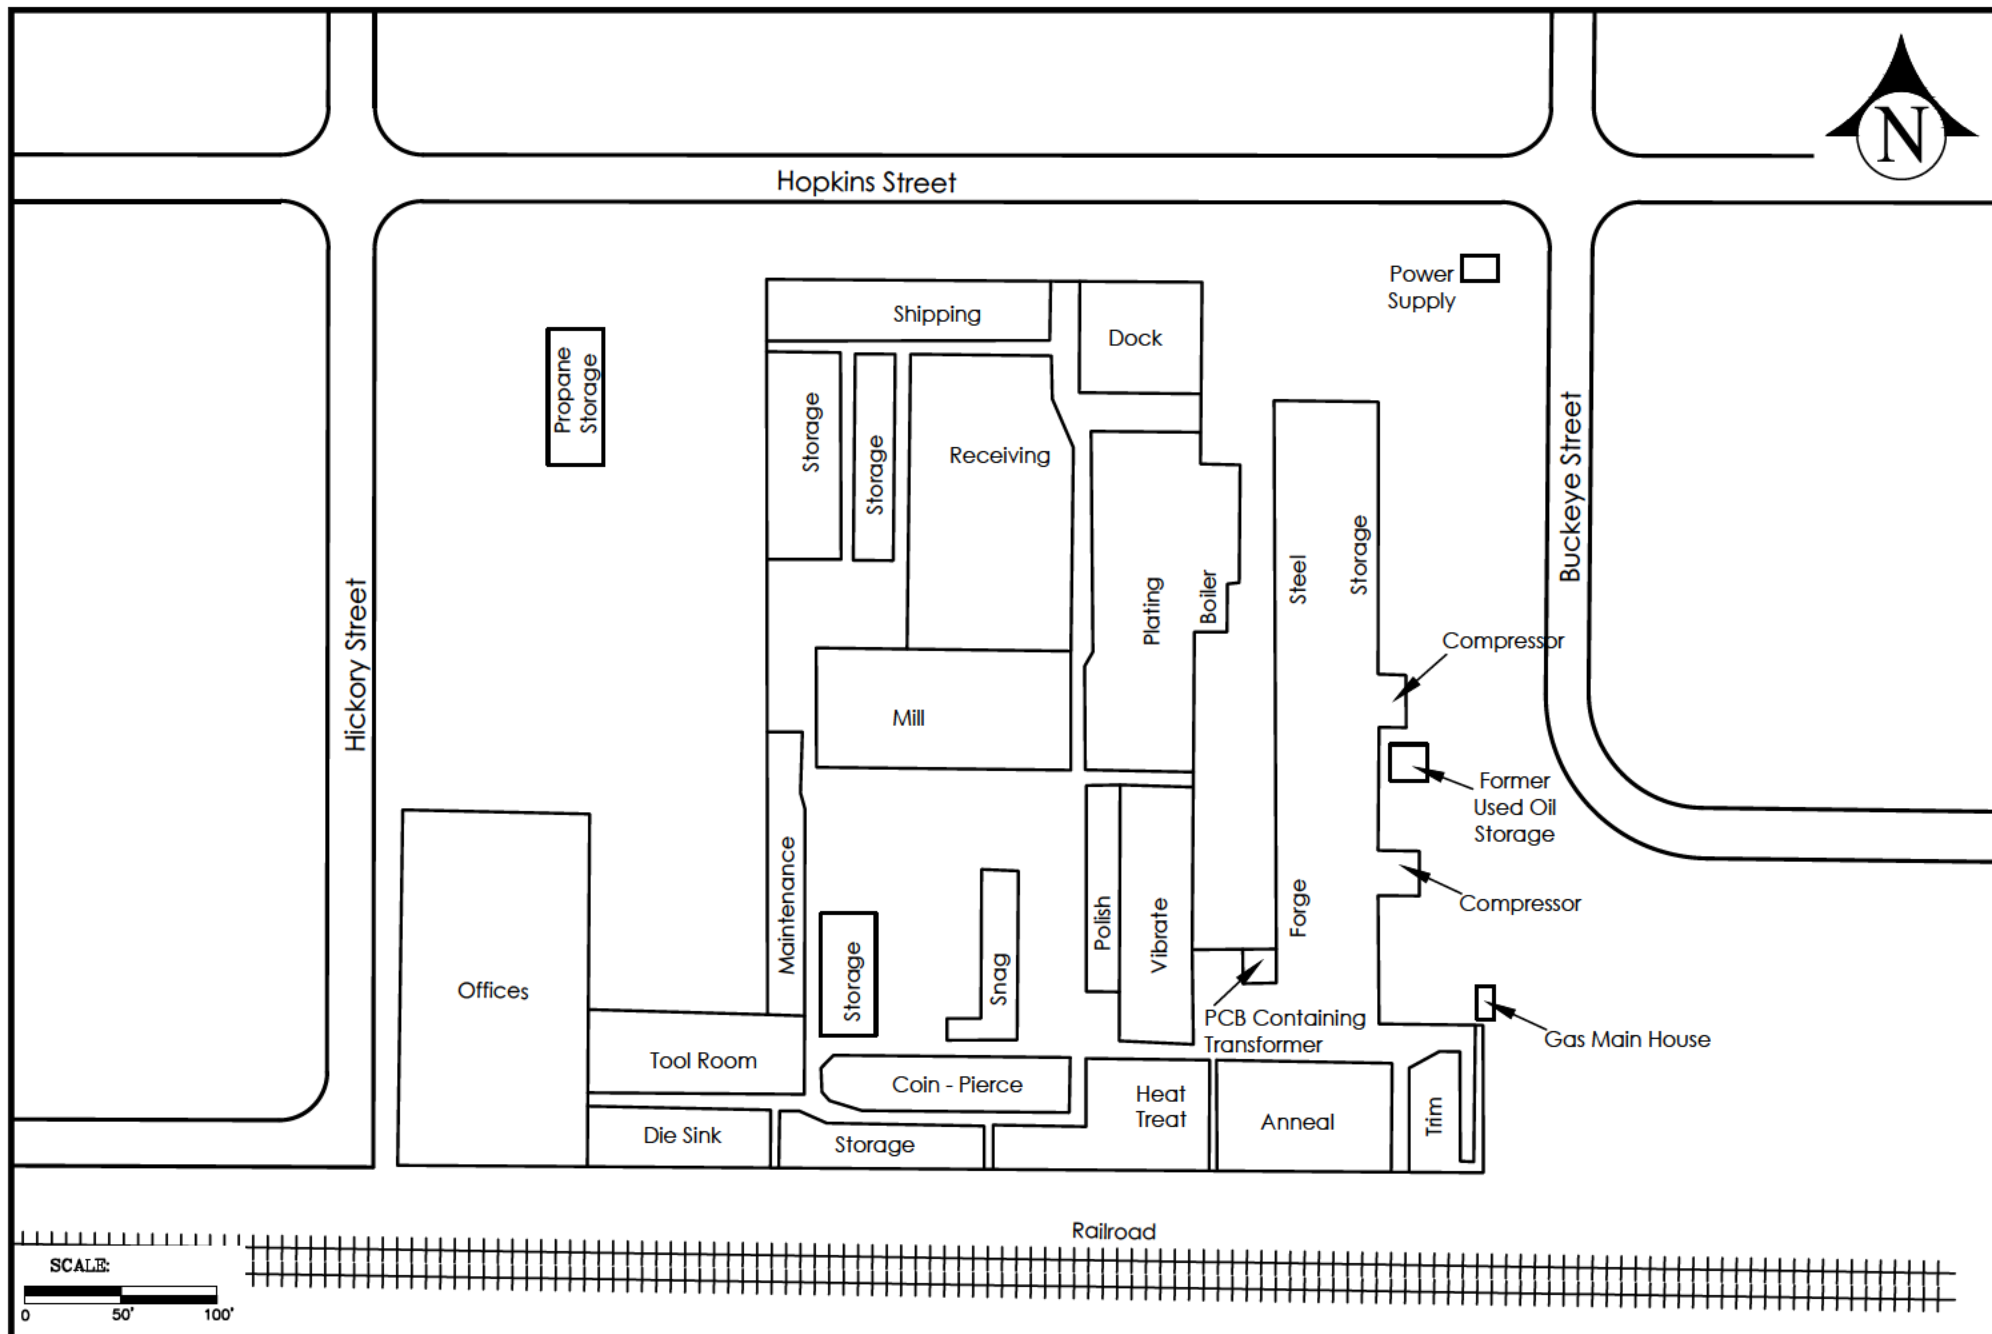 N
Hopkins Street
Power
Supply
Shipping
Dock
Propane
Storage
Storage
Storage
Receiving
Buckeye Street
Steel
Storage
Plating
Boiler
Hickory Street
Compressor
Mill
Former
Used Oil
Storage
Maintenance
Polish
Vibrate
Forge
Compressor
Offices
Storage
Snag
PCB Containing
Transformer
Gas Main House
Tool Room
Coin - Pierce
Heat
Treat
Anneal
Trim
Die Sink
Storage
Railroad
SCALE:
0 50' 100'